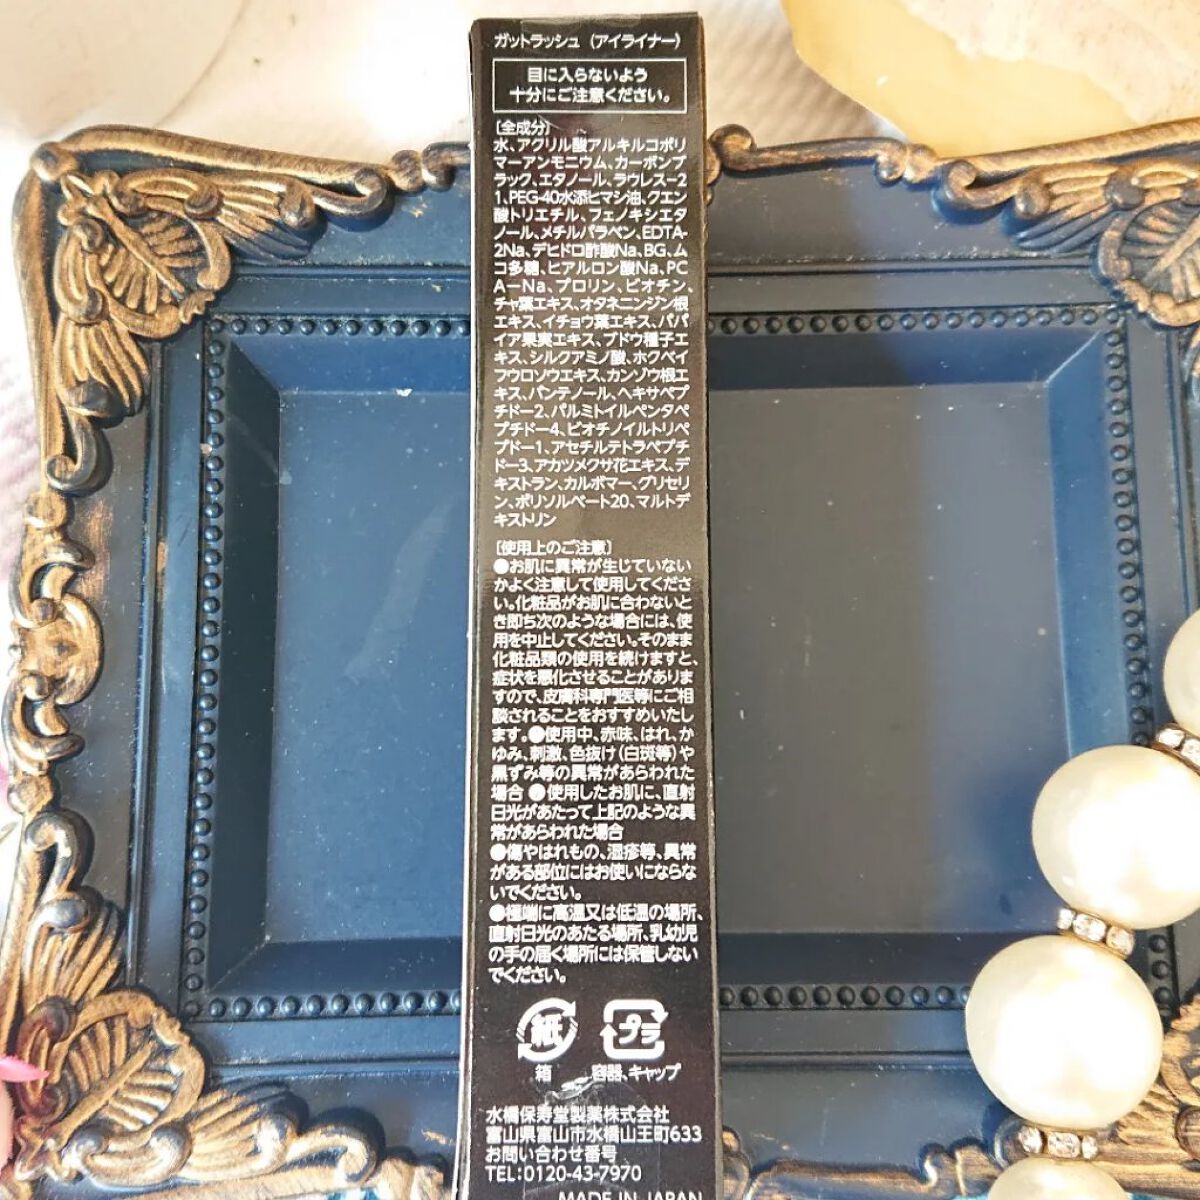 ガットラッシュ（アイライナー）
目に入らないよう
十分にご注意ください。
［全成分］
水、アクリル酸アルキルコポリ
マーアンモニウム、カーボンブ
ラック、エタノール、ラウレス-2
1、PEG-40水添ヒマシ油、クエン
酸トリエチル、フェノキシエタ
ノール、メチルパラベン、EDTA-
2Na、デヒドロ酢酸Na、BG、ム
コ多糖、ヒアルロン酸Na、PC
A-Na、プロリン、ビオチン、
チャ葉エキス、オタネニンジン根
エキス、イチョウ葉エキス、パパ
イア果実エキス、ブドウ種子エ
キス、シルクアミノ酸、ホクベイ
フウロソウエキス、カンゾウ根エ
キス、パンテノール、ヘキサペプ
チドー2、パルミトイルペンタペ
プチドー4、ビオチノイルトリペ
プドー1、アセチルテトラペプチ
ドー3、アカツメクサ花エキス、デ
キストラン、カルボマー、グリセリ
ン、ポリソルベート20、マルトデ
キストリン
［使用上のご注意］
●お肌に異常が生じていない
かよく注意して使用してくださ
い。化粧品がお肌に合わないと
き即ち次のような場合には、使
用を中止してください。そのまま
化粧品類の使用を続けますと、
症状を悪化させることがありま
すので、皮膚科専門医等にご相
談されることをおすすめいたし
ます。❶使用中、赤味、はれ、か
ゆみ、刺激、色抜け（白斑等）や
黒ずみ等の異常があらわれた
場合❷使用したお肌に、直射
日光があたって上記のような異
常があらわれた場合
●傷やはれもの、湿疹等、異常
がある部位にはお使いにならな
いでください。
●極端に高温又は低温の場所、
直射日光のあたる場所、乳幼児
の手の届く場所には保管しない
でください。
紙 プラ
箱 容器、キャップ
水橋保寿堂製薬株式会社
富山県富山市水橋山王町633
お問い合わせ番号
TEL：0120-43-7970
MADE IN JAPAN